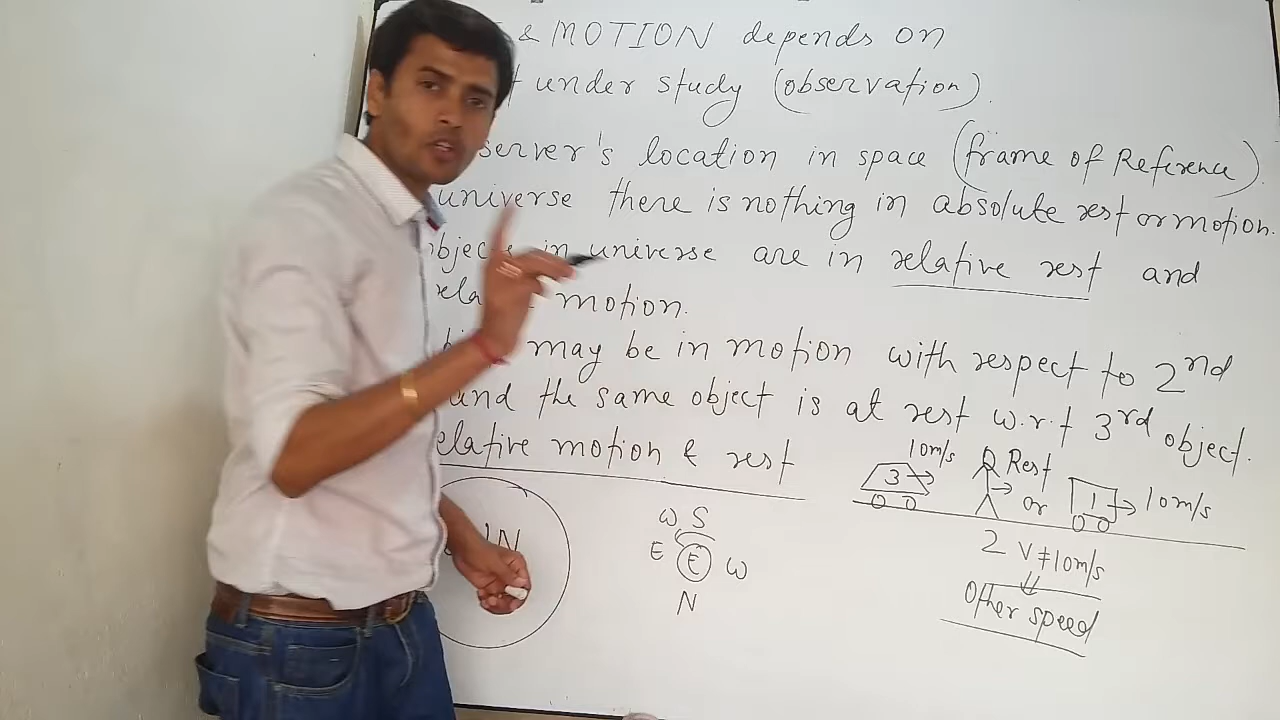 & MOTION depends on
under study (observation).
server's location in space (frame of Reference).
universe there is nothing in absolute rest or motion.
objects in universe are in relative rest and
motion.
may be in motion with respect to 2nd
and the same object is at rest w.r.t 3rd object.
elative motion & rest
10m/s
3
Rest
or
1
10m/s
2 V≠10m/s
Other speed
W S
E E W
N
N